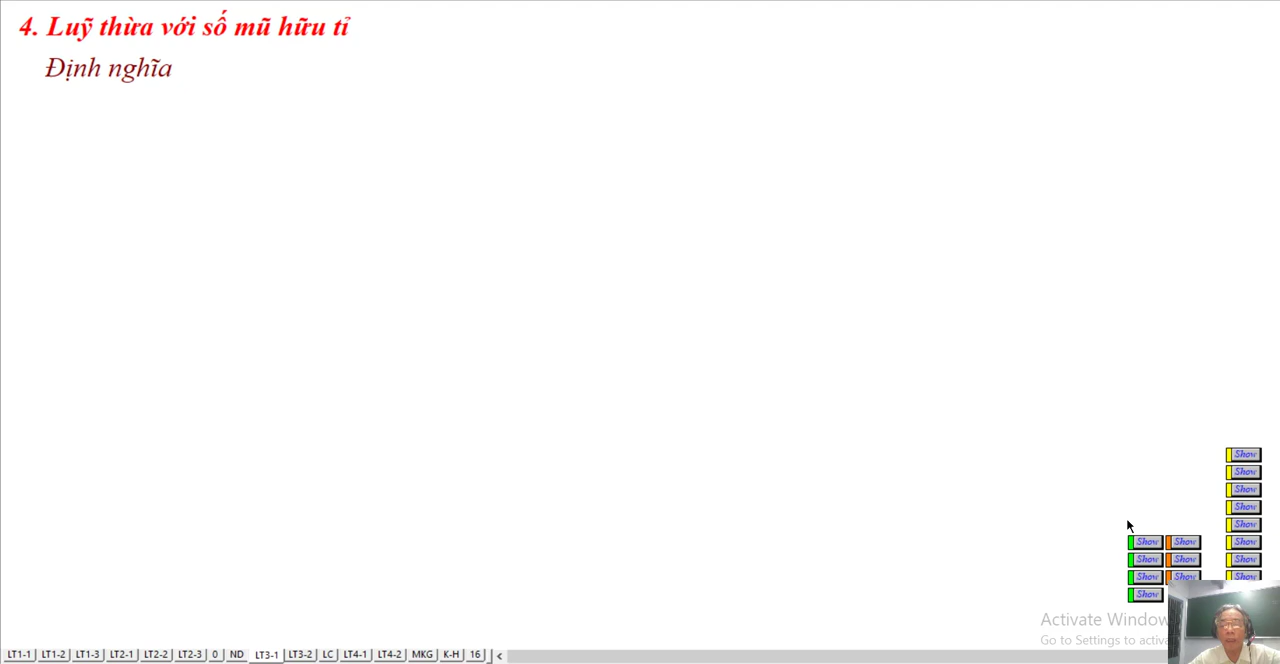 4. Luỹ thừa với số mũ hữu tỉ
Định nghĩa
Show
Show
Show
Show
Show
Show Show Show
Show Show Show
Show Show Show
Show
Activate Window
Go to Settings to activa
LT1-1 LT1-2 LT1-3 LT2-1 LT2-2 LT2-3 0 ND LT3-1 LT3-2 LC LT4-1 LT4-2 MKG K-H 16 <